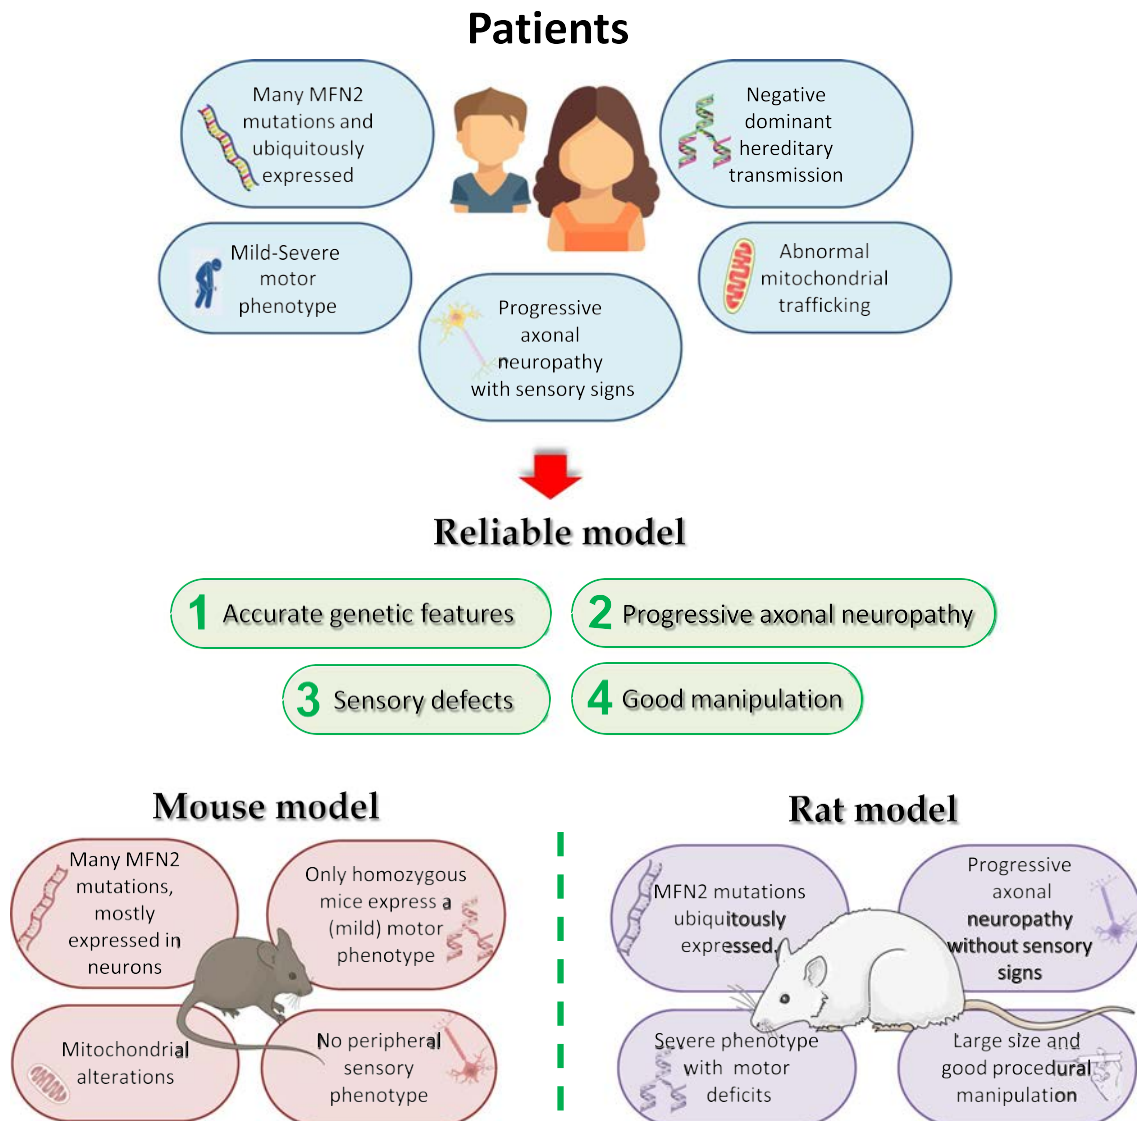 Patients
Many MFN2
mutations and
ubiquitously
expressed
Negative
dominant
hereditary
transmission
Mild-Severe
motor
phenotype
Abnormal
mitochondrial
trafficking
Progressive
axonal
neuropathy
with sensory signs
Reliable model
1 Accurate genetic features
2 Progressive axonal neuropathy
3 Sensory defects
4 Good manipulation
Mouse model
Many MFN2
mutations,
mostly
expressed in
neurons
Only homozygous
mice express a
(mild) motor
phenotype
Mitochondrial
alterations
No peripheral
sensory
phenotype
Rat model
MFN2 mutations
ubiquitously
expressed.
Progressive
axonal
neuropathy
without sensory
signs
Severe phenotype
with motor
deficits
Large size and
good procedural
manipulation